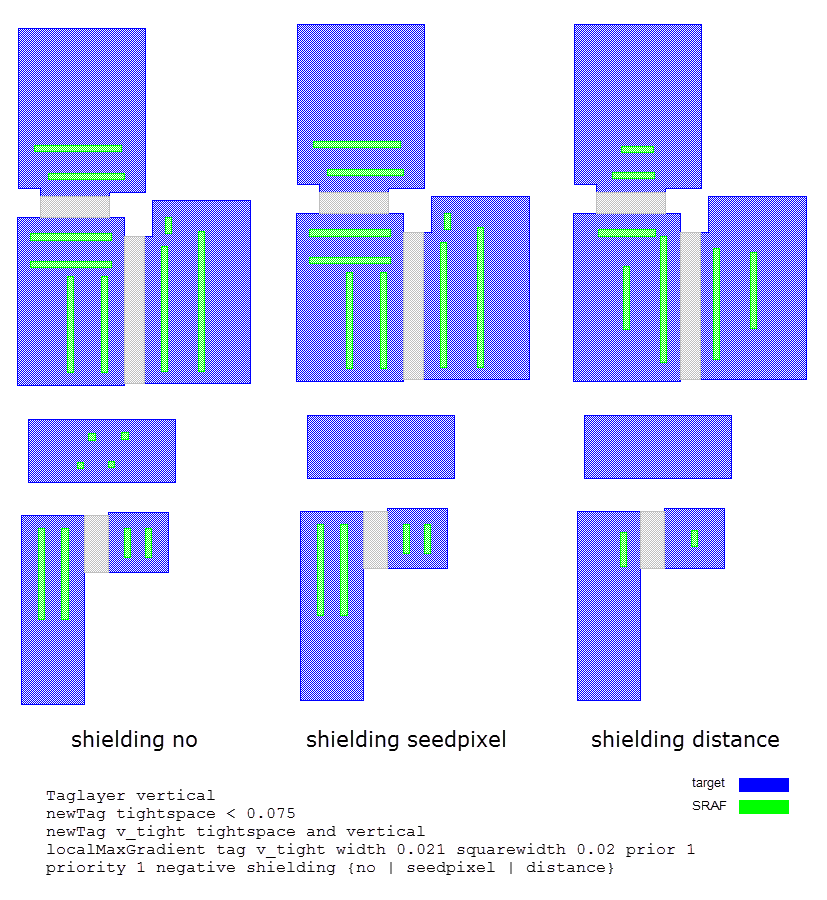 shielding no
shielding seedpixel
shielding distance
target
SRAF
Taglayer vertical
newTag tightspace < 0.075
newTag v_tight tightspace and vertical
localMaxGradient tag v_tight width 0.021 squarewidth 0.02 prior 1
priority 1 negative shielding {no | seedpixel | distance}